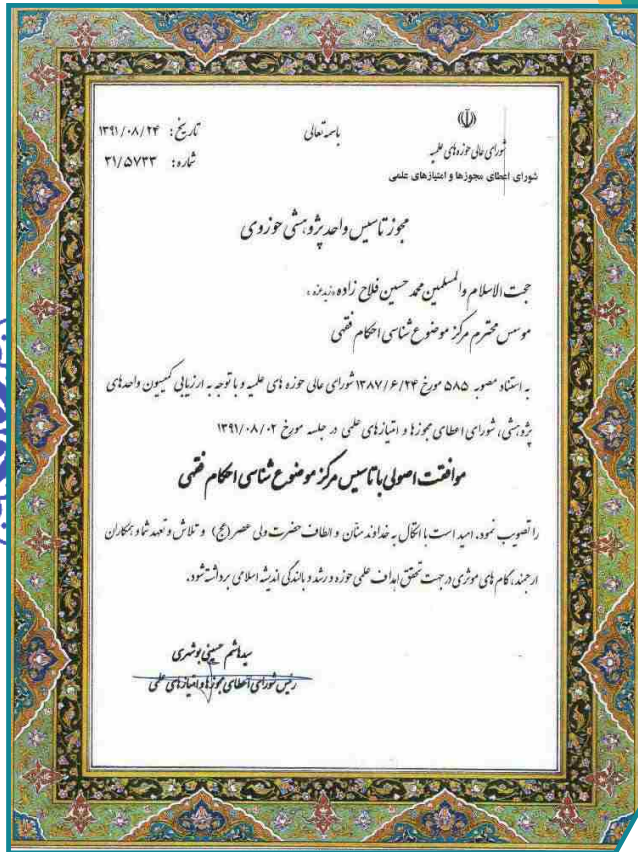 باسمه تعالی
شورای عالی حوزه های علمیه
شورای اعطای مجوزها و امتیازهای علمی
تاریخ: ۱۳۹۱/۰۸/۲۴
شماره: ۳۱/۵۷۳۳
مجوز تاسیس واحد پژوهشی حوزوی
حجت الاسلام والمسلمین محمد حسین فلاح زاده «زید عزه»
موسس محترم مرکز موضوع شناسی احکام فقهی
به استناد مصوبه ۵۸۵ مورخ ۱۳۸۷/۶/۲۴ شورای عالی حوزه های علمیه و با توجه به ارزیابی کمیسیون واحدهای
پژوهشی، شورای اعطای مجوزها و امتیازهای علمی در جلسه مورخ ۱۳۹۱/۰۸/۰۲
موافقت اصولی با تاسیس مرکز موضوع شناسی احکام فقهی
را تصویب نمود. امید است با اتکال به خداوند منّان و الطاف حضرت ولی عصر (عج) و تلاش و تعهد شما و همکاران
ارجمند، گام های موثری در جهت تحقق اهداف علمی حوزه و رشد و بالندگی اندیشه اسلامی برداشته شود.
سید هاشم حسینی بوشهری
رئیس شورای اعطای مجوزها و امتیازهای علمی